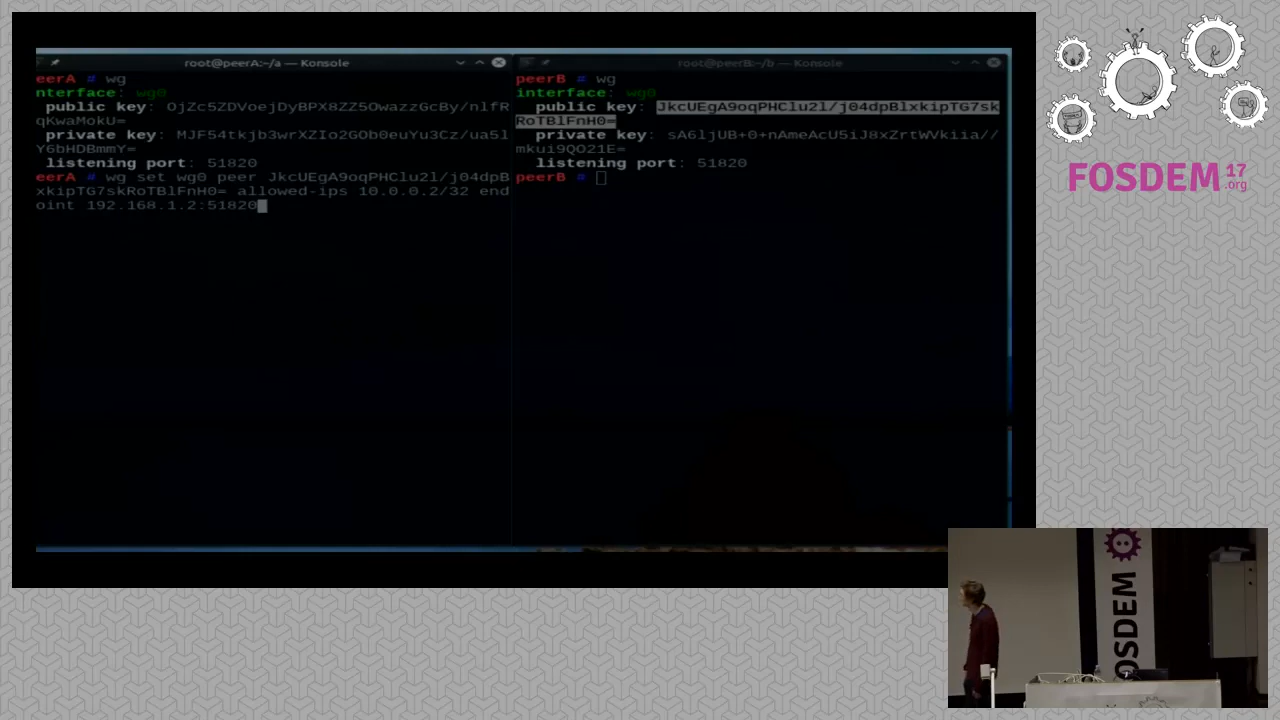 root@peerA:~/a — Konsole
eerA # wg
nterface: wg0
public key: OjZc5ZDVoejDyBPX8ZZ5OwazzGcBy/nlfR
qKwaMokU=
private key: MJF54tkjb3wrXZIo2GOb0euYu3Cz/ua5l
Y6bHDBmmY=
listening port: 51820
eerA # wg set wg0 peer JkcUEgA9oqPHClu2l/j04dpB
xkipTG7skRoTBlFnH0= allowed-ips 10.0.0.2/32 end
oint 192.168.1.2:51820
root@peerB:~/b — Konsole
peerB # wg
interface: wg0
public key: JkcUEgA9oqPHClu2l/j04dpBlxkipTG7sk
RoTBlFnH0=
private key: sA6ljUB+0+nAmeAcU5iJ8xZrtWVkiia//
mkui9QO21E=
listening port: 51820
peerB #
FOSDEM 17
.org
FOSDEM